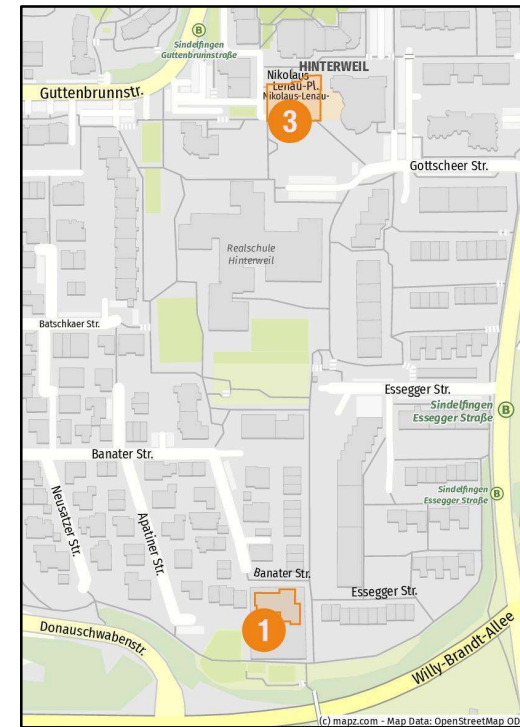 B
Sindelfingen
Guttenbrunnstraße
HINTERWEIL
Guttenbrunnstr.
Nikolaus-
Lenau-Pl.
Nikolaus-Lenau-
3
Gottscheer Str.
Realschule
Hinterweil
Batschkaer Str.
Essegger Str.
Sindelfingen
Essegger Straße
B
Banater Str.
Sindelfingen
Essegger Straße
B
Neusatzer Str.
Apatiner Str.
Banater Str.
Essegger Str.
1
Donauschwabenstr.
Willy-Brandt-Allee
(c) mapz.com - Map Data: OpenStreetMap OD